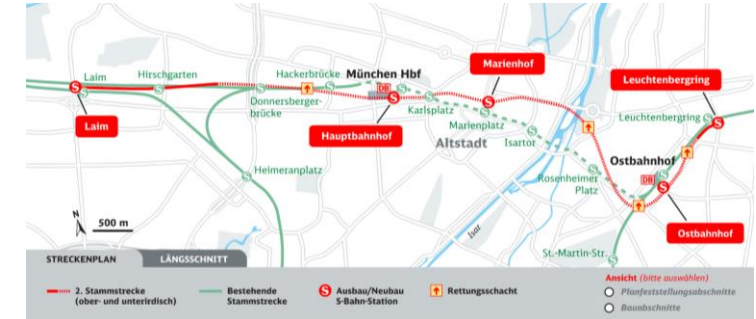 Laim
Hirschgarten
Hackerbrücke
München Hbf
DB
Marienhof
Leuchtenbergring
Laim
Donnersberger-
brücke
Hauptbahnhof
Karlsplatz
Marienplatz
Altstadt
Isartor
Leuchtenbergring
Ostbahnhof
DB
Heimeranplatz
Rosenheimer
Platz
Ostbahnhof
St.-Martin-Str.
Isar
N
500 m
STRECKENPLAN
LÄNGSSCHNITT
2. Stammstrecke
(ober- und unterirdisch)
Bestehende
Stammstrecke
S
Ausbau/Neubau
S-Bahn-Station
Rettungsschacht
Ansicht (bitte auswählen)
Planfeststellungsabschnitte
Bauabschnitte